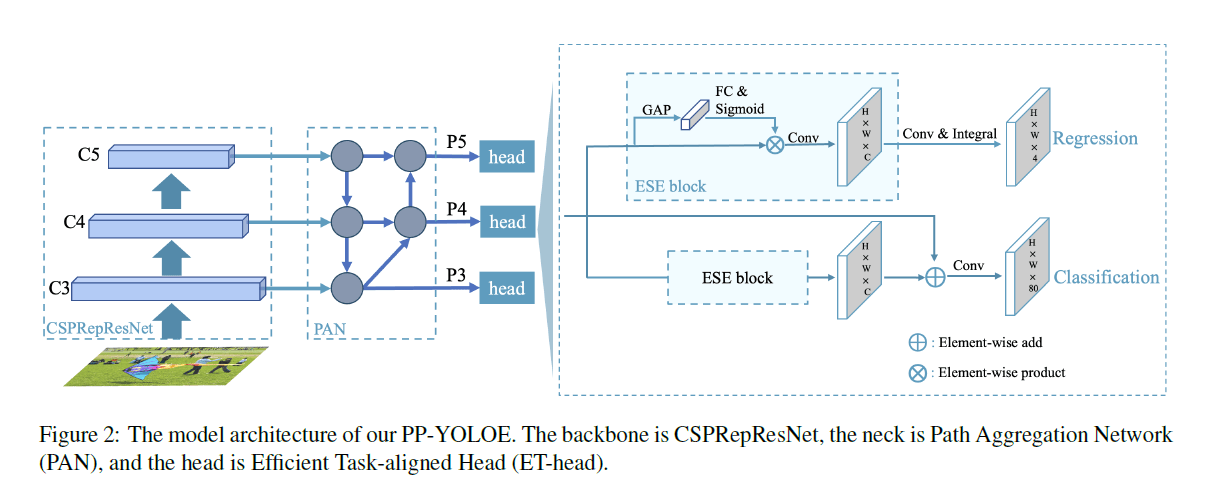 C5
C4
C3
CSPRepResNet
PAN
P5
P4
P3
head
head
head
GAP
FC &
Sigmoid
Conv
H
×
W
×
C
ESE block
Conv & Integral
H
×
W
×
4
Regression
ESE block
H
×
W
×
C
Conv
H
×
W
×
80
Classification
: Element-wise add
: Element-wise product
Figure 2: The model architecture of our PP-YOLOE. The backbone is CSPRepResNet, the neck is Path Aggregation Network
(PAN), and the head is Efficient Task-aligned Head (ET-head).